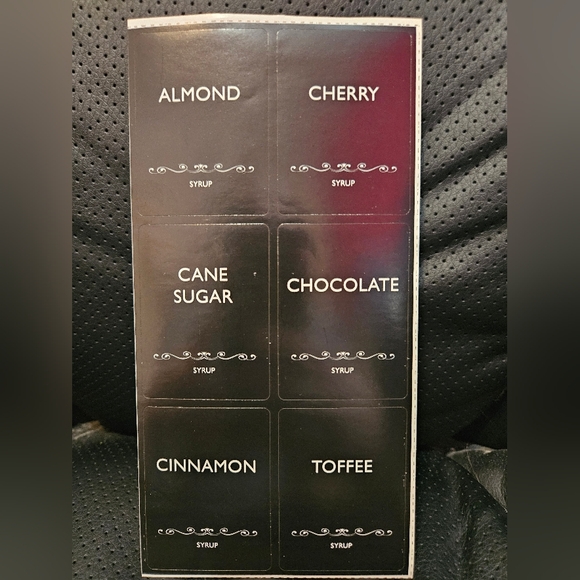 ALMOND
SYRUP
CHERRY
SYRUP
CANE
SUGAR
SYRUP
CHOCOLATE
SYRUP
CINNAMON
SYRUP
TOFFEE
SYRUP